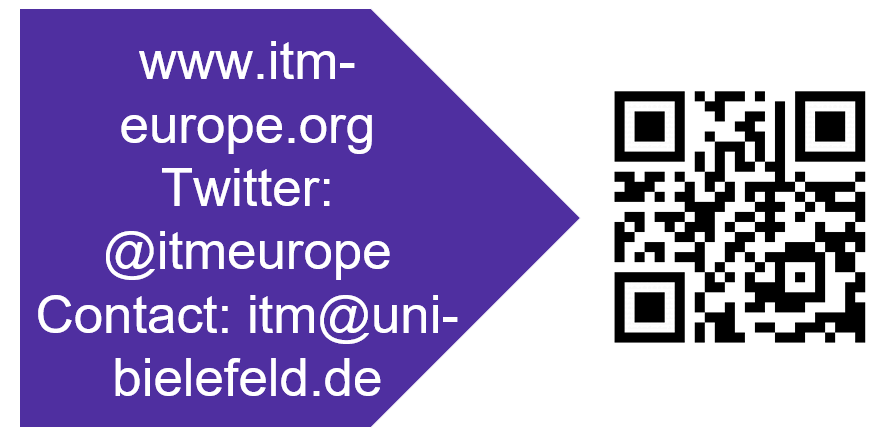 www.itm-
europe.org
Twitter:
@itmeurope
Contact: itm@uni-
bielefeld.de